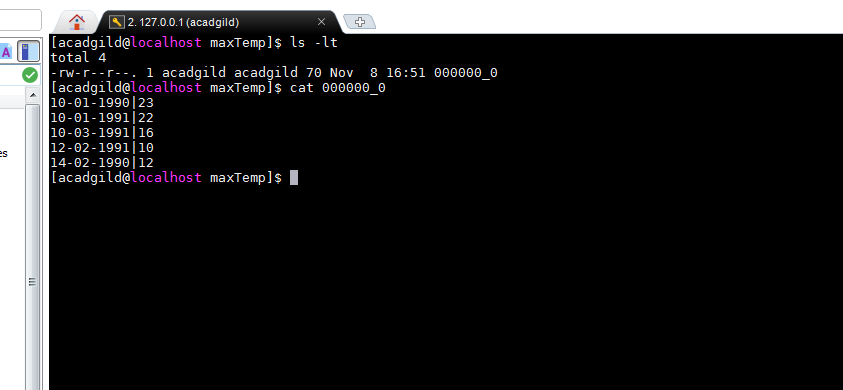 2. 127.0.0.1 (acadgild)
[acadgild@localhost maxTemp]$ ls -lt
total 4
-rw-r--r--. 1 acadgild acadgild 70 Nov  8 16:51 000000_0
[acadgild@localhost maxTemp]$ cat 000000_0
10-01-1990|23
10-01-1991|22
10-03-1991|16
12-02-1991|10
14-02-1990|12
[acadgild@localhost maxTemp]$
A
es